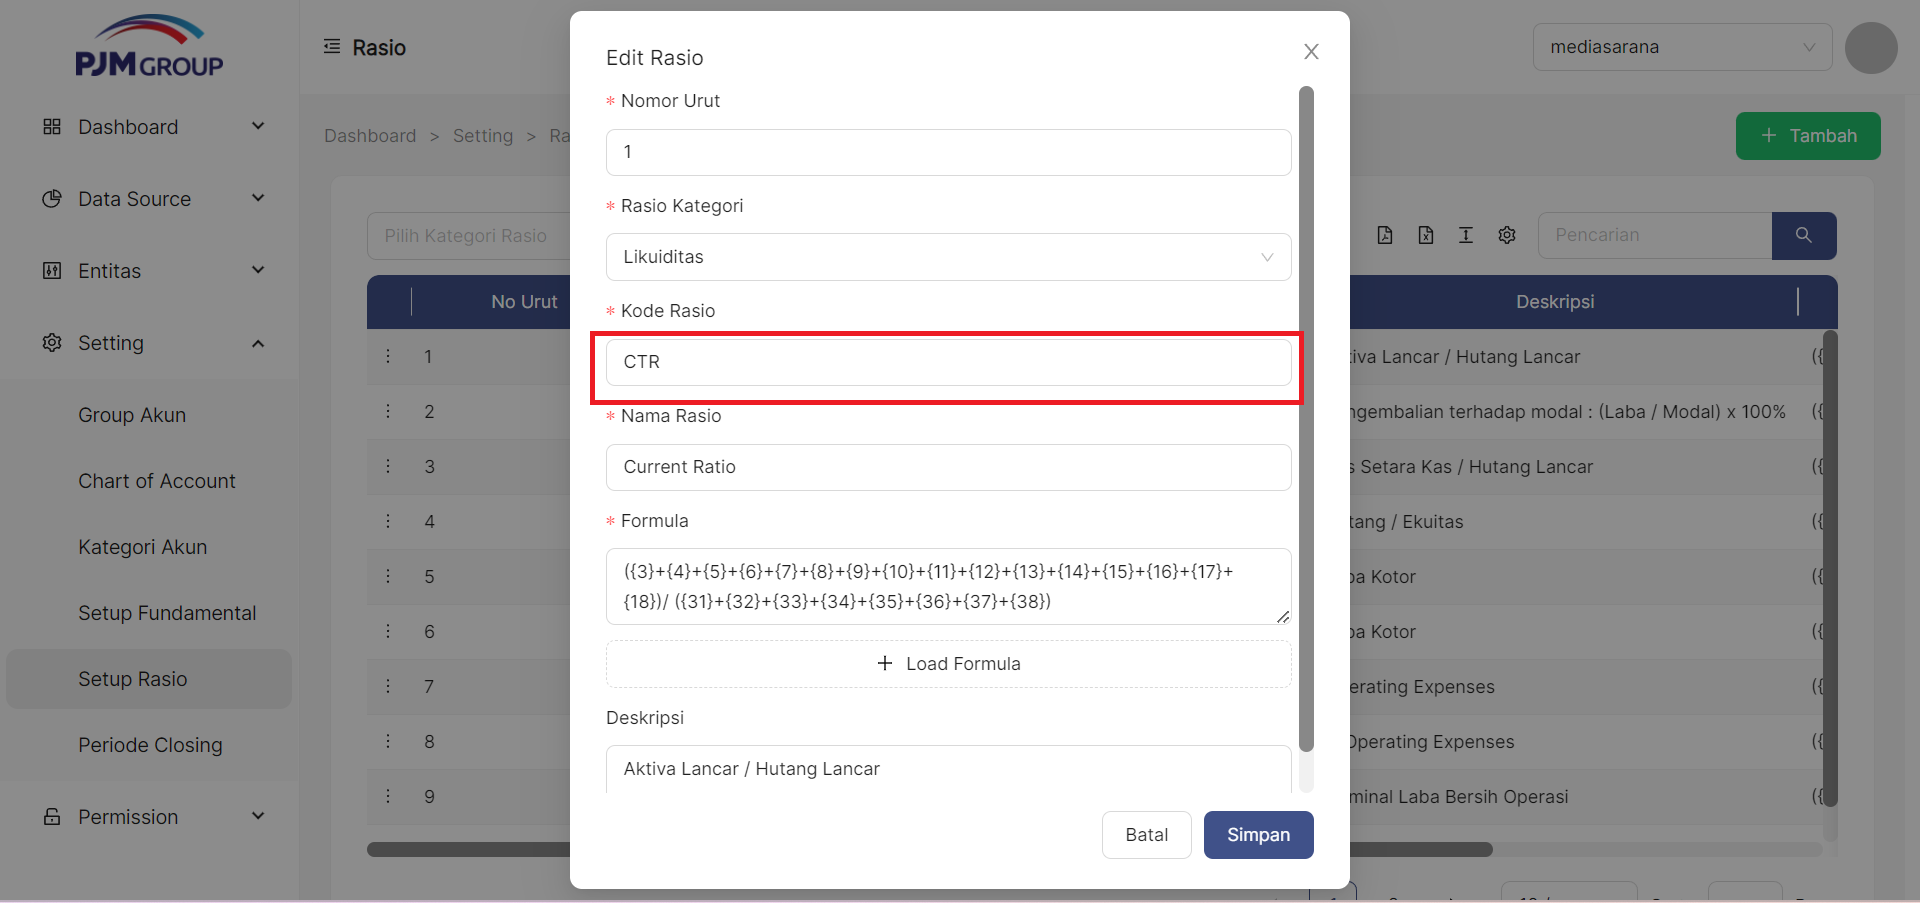 PJM GROUP
Rasio
mediasarana
Dashboard
Data Source
Entitas
Setting
Group Akun
Chart of Account
Kategori Akun
Setup Fundamental
Setup Rasio
Periode Closing
Permission
Dashboard > Setting > Ra
+ Tambah
Pilih Kategori Rasio
Pencarian
No Urut
Deskripsi
1
tiva Lancar / Hutang Lancar ({
2
ngembalian terhadap modal : (Laba / Modal) x 100% ({
3
s Setara Kas / Hutang Lancar ({
4
tang / Ekuitas ({
5
ba Kotor ({
6
ba Kotor ({
7
erating Expenses ({
8
Operating Expenses ({
9
minal Laba Bersih Operasi ({
Edit Rasio
* Nomor Urut
1
* Rasio Kategori
Likuiditas
* Kode Rasio
CTR
* Nama Rasio
Current Ratio
* Formula
({3}+{4}+{5}+{6}+{7}+{8}+{9}+{10}+{11}+{12}+{13}+{14}+{15}+{16}+{17}+
{18})/ ({31}+{32}+{33}+{34}+{35}+{36}+{37}+{38})
+ Load Formula
Deskripsi
Aktiva Lancar / Hutang Lancar
Batal
Simpan